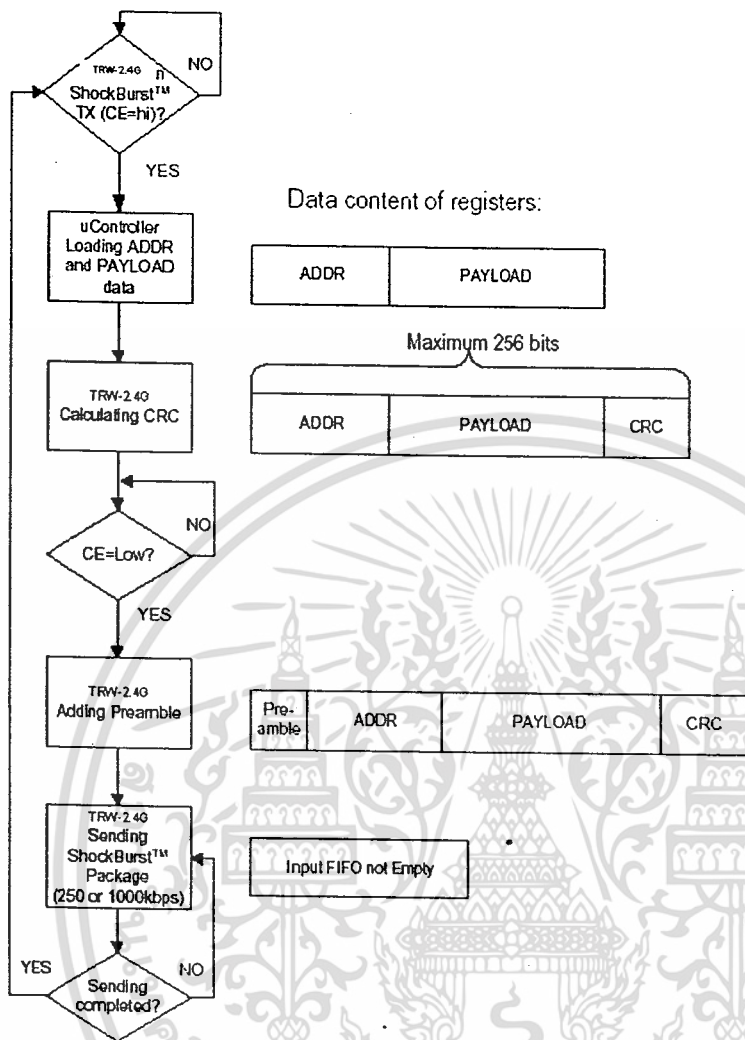 TRW-2.4G n
ShockBurst™
TX (CE=hi)?
NO
YES
uController
Loading ADDR
and PAYLOAD
data
Data content of registers:
ADDR PAYLOAD
TRW-2.4G
Calculating CRC
Maximum 256 bits
ADDR PAYLOAD CRC
CE=Low?
NO
YES
TRW-2.4G
Adding Preamble
Pre-
amble ADDR PAYLOAD CRC
TRW-2.4G
Sending
ShockBurst™
Package
(250 or 1000kbps)
Input FIFO not Empty
Sending
completed?
YES
NO